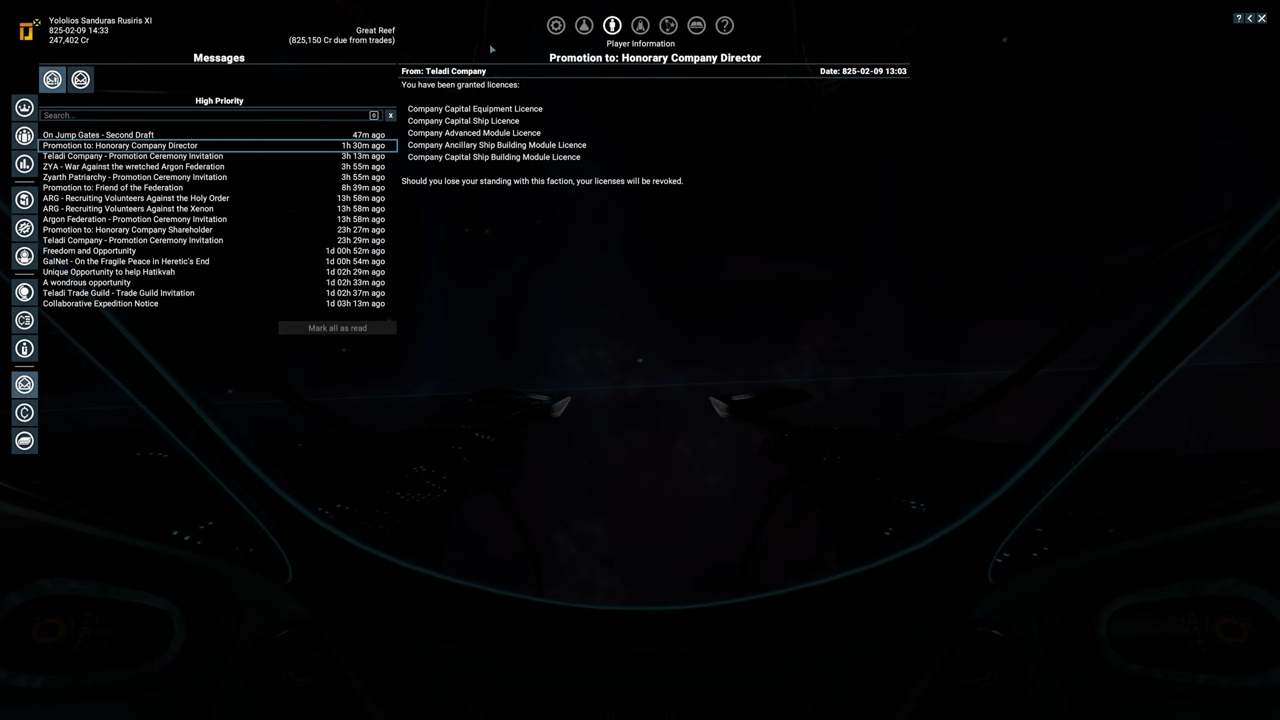 Yololios Sanduras Rusiris XI
825-02-09 14:33
247,402 Cr
Great Reef
(825,150 Cr due from trades)
Player Information
Messages
High Priority
Search...
0
x
On Jump Gates - Second Draft 47m ago
Promotion to: Honorary Company Director 1h 30m ago
Teladi Company - Promotion Ceremony Invitation 3h 13m ago
ZYA - War Against the wretched Argon Federation 3h 55m ago
Zyarth Patriarchy - Promotion Ceremony Invitation 3h 55m ago
Promotion to: Friend of the Federation 8h 39m ago
ARG - Recruiting Volunteers Against the Holy Order 13h 58m ago
ARG - Recruiting Volunteers Against the Xenon 13h 58m ago
Argon Federation - Promotion Ceremony Invitation 13h 58m ago
Promotion to: Honorary Company Shareholder 23h 27m ago
Teladi Company - Promotion Ceremony Invitation 23h 29m ago
Freedom and Opportunity 1d 00h 52m ago
GalNet - On the Fragile Peace in Heretic's End 1d 00h 54m ago
Unique Opportunity to help Hatikvah 1d 02h 29m ago
A wondrous opportunity 1d 02h 33m ago
Teladi Trade Guild - Trade Guild Invitation 1d 02h 37m ago
Collaborative Expedition Notice 1d 03h 13m ago
Mark all as read
Promotion to: Honorary Company Director
From: Teladi Company Date: 825-02-09 13:03
You have been granted licences:
Company Capital Equipment Licence
Company Capital Ship Licence
Company Advanced Module Licence
Company Ancillary Ship Building Module Licence
Company Capital Ship Building Module Licence
Should you lose your standing with this faction, your licenses will be revoked.